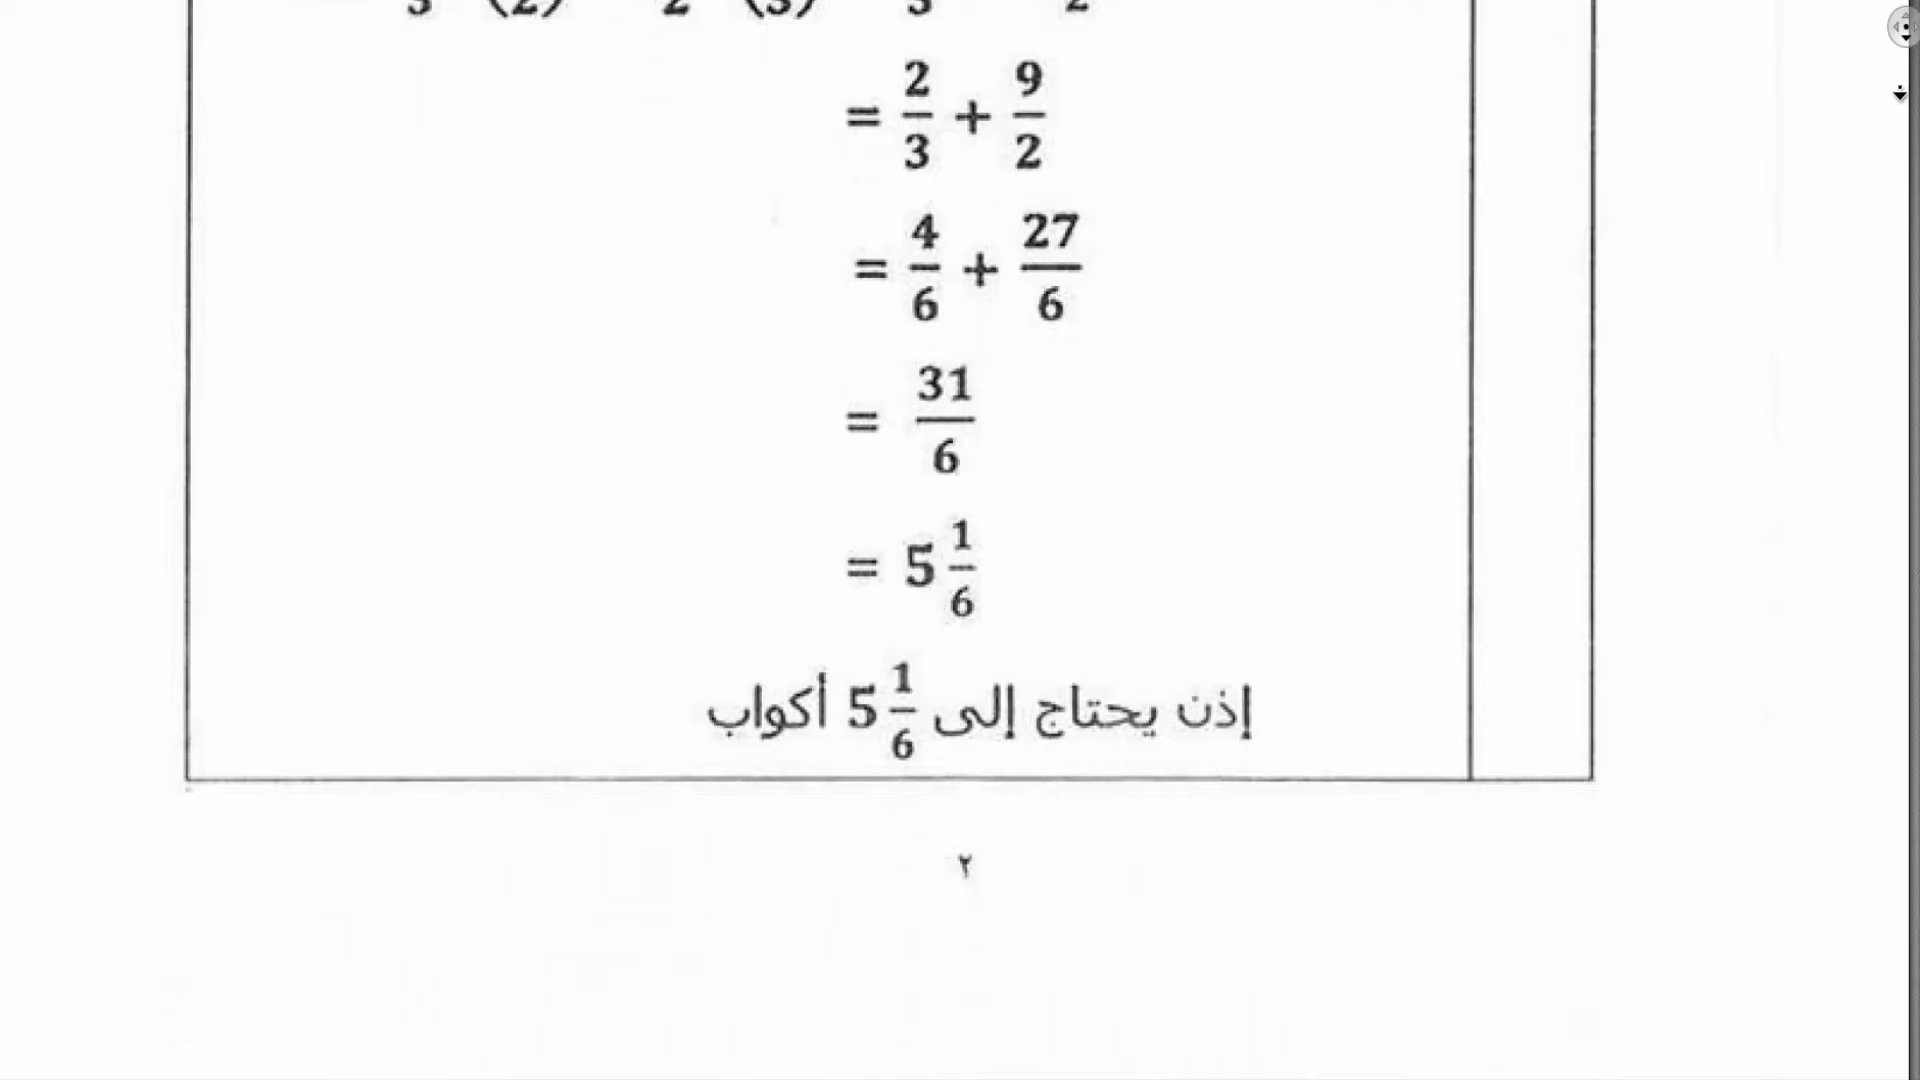 = 2/3 + 9/2
= 4/6 + 27/6
= 31/6
= 5 1/6
إذن يحتاج إلى 5 1/6 أكواب
٢